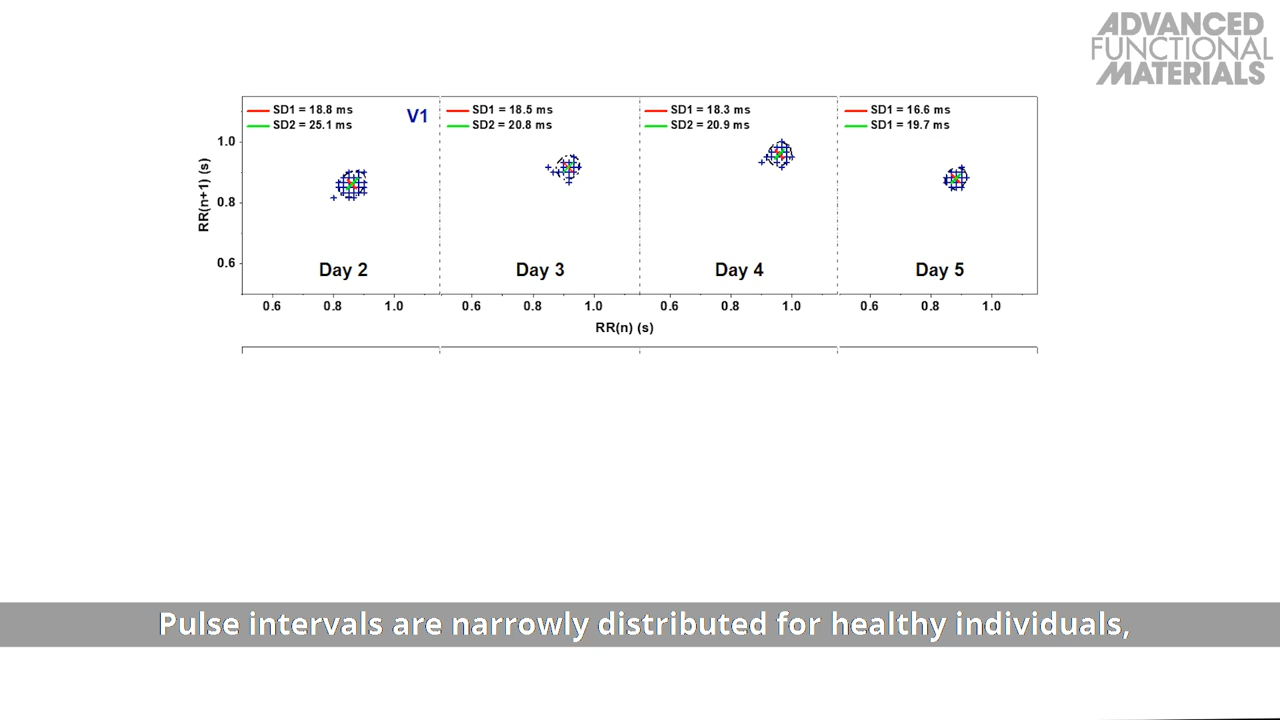 ADVANCED
FUNCTIONAL
MATERIALS
SD1 = 18.8 ms
SD2 = 25.1 ms
V1
SD1 = 18.5 ms
SD2 = 20.8 ms
SD1 = 18.3 ms
SD2 = 20.9 ms
SD1 = 16.6 ms
SD1 = 19.7 ms
RR(n+1) (s)
1.0
0.8
0.6
Day 2
Day 3
Day 4
Day 5
0.6 0.8 1.0 0.6 0.8 1.0 0.6 0.8 1.0 0.6 0.8 1.0
RR(n) (s)
Pulse intervals are narrowly distributed for healthy individuals,